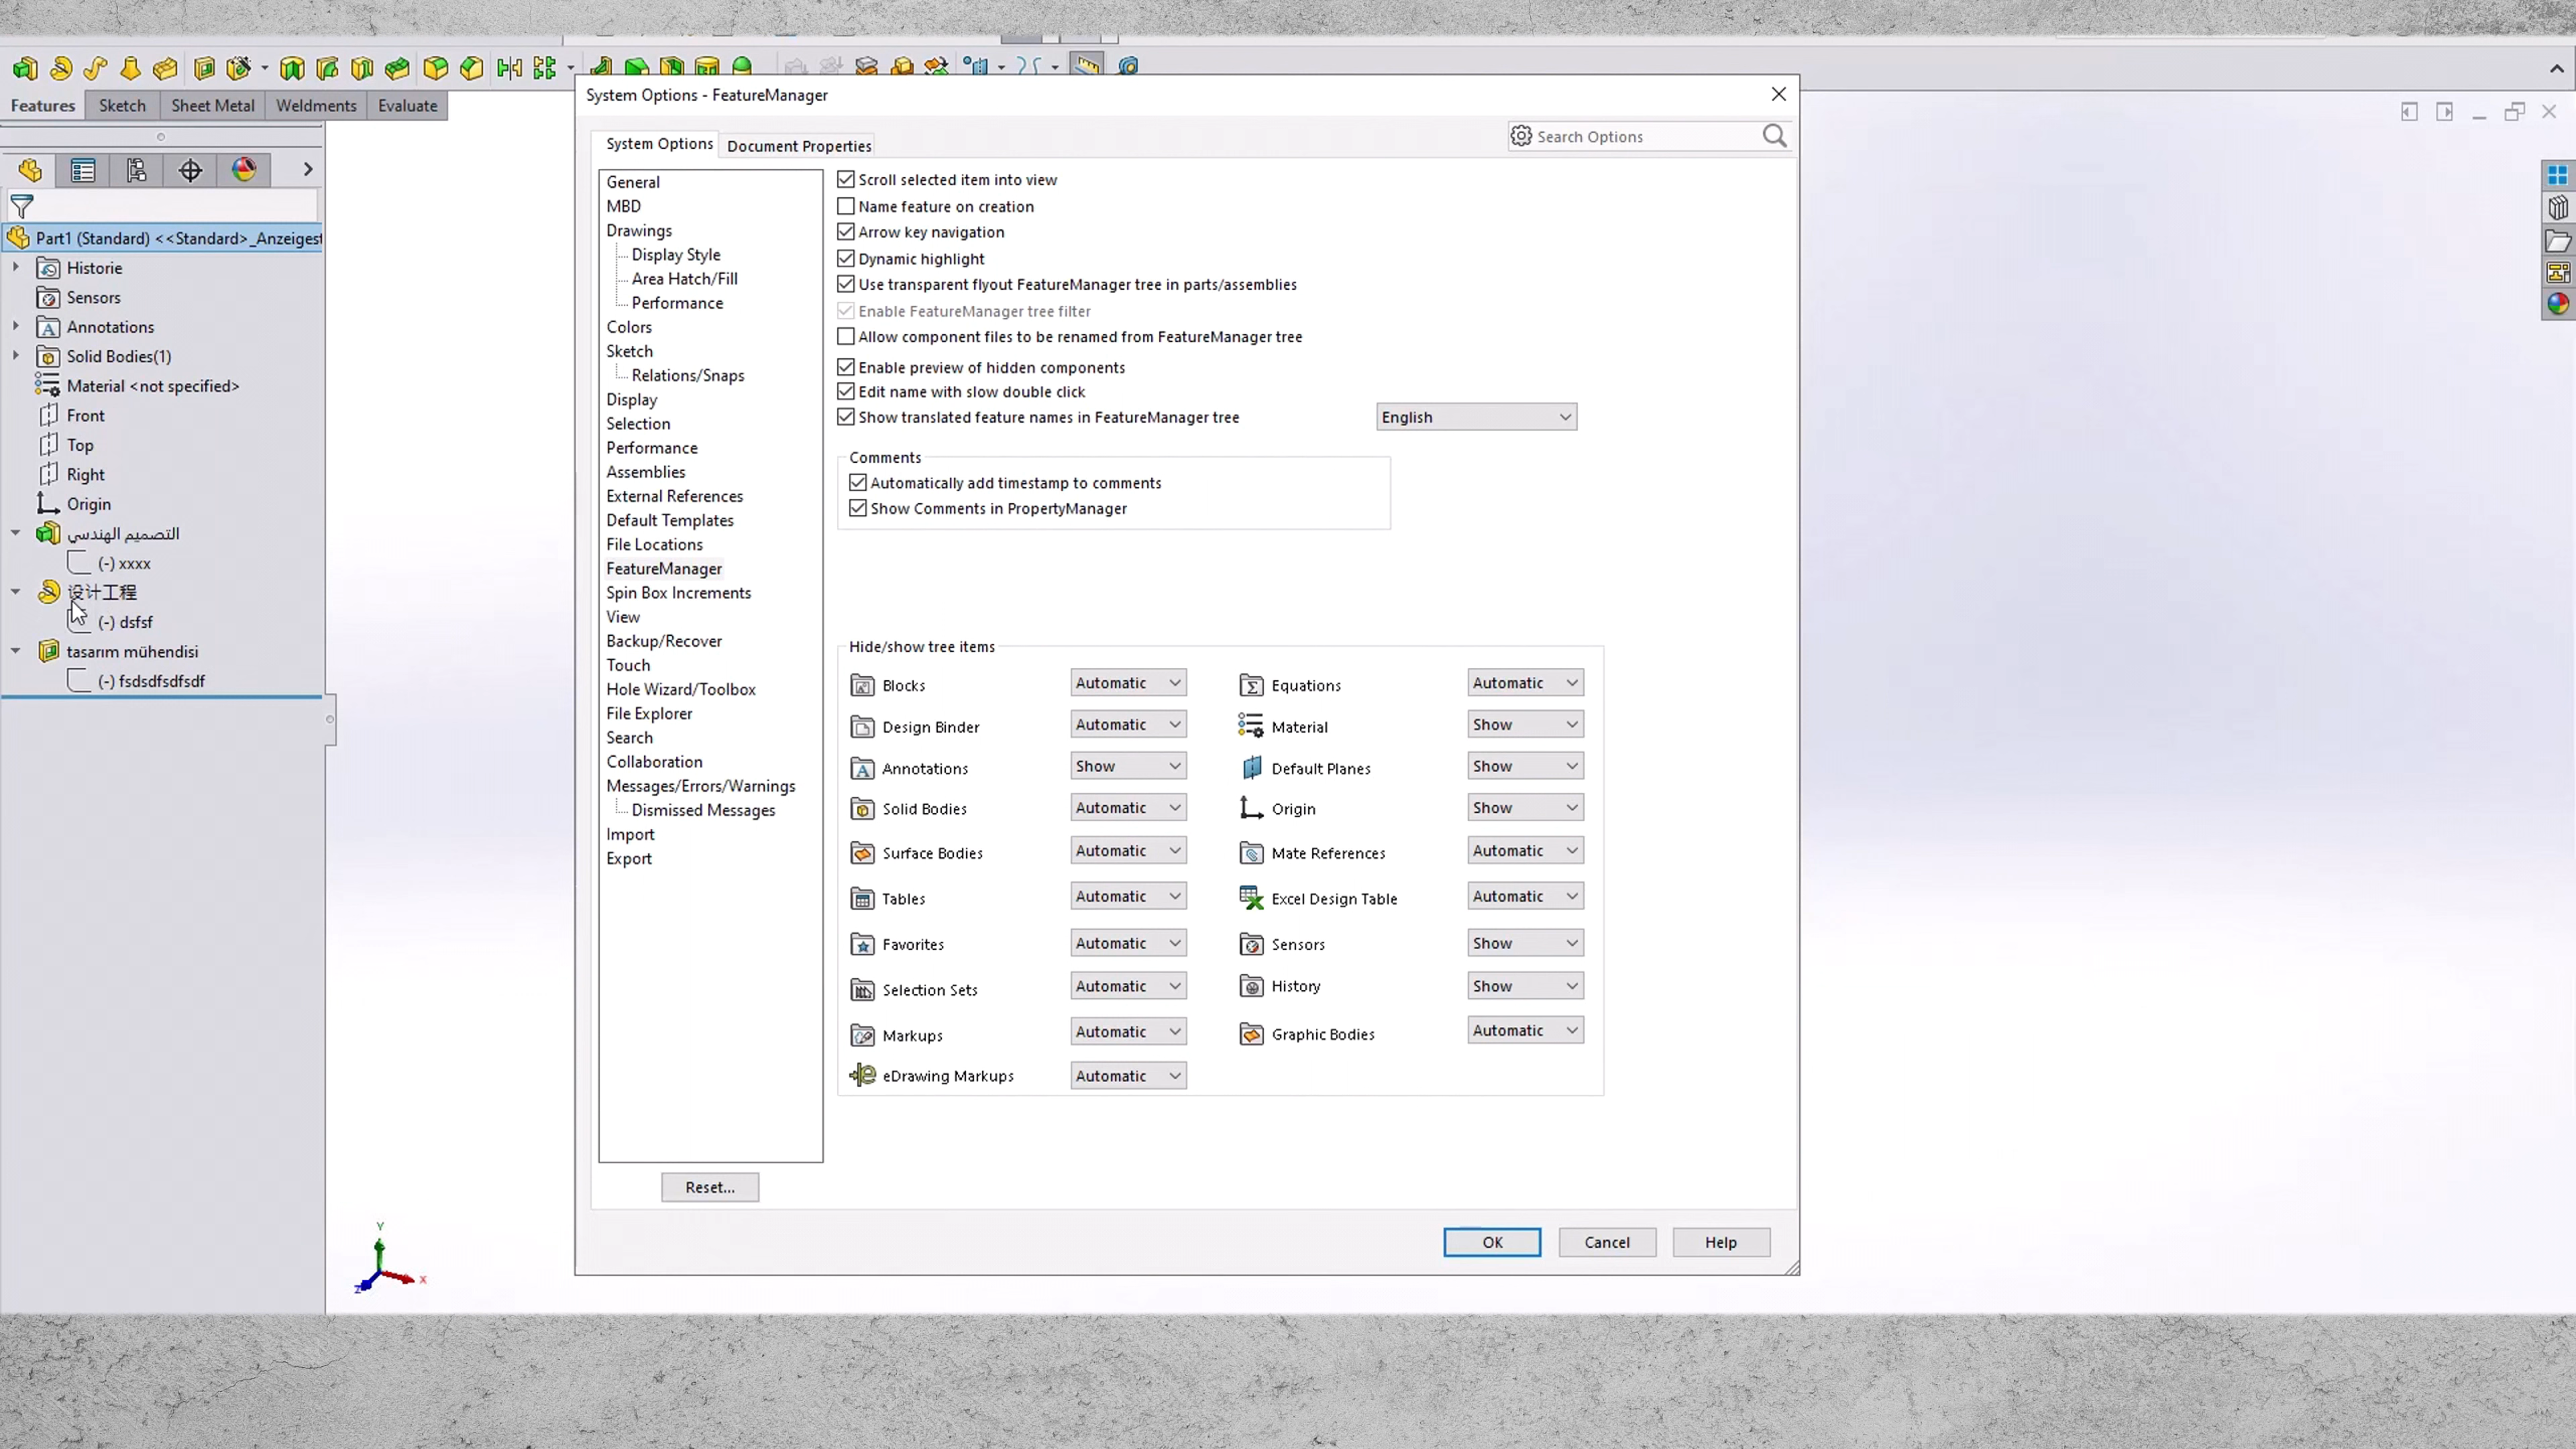 Features Sketch Sheet Metal Weldments Evaluate
Part1 (Standard) <<Standard>_Anzeigest
Historie
Sensors
Annotations
Solid Bodies(1)
Material <not specified>
Front
Top
Right
Origin
التصميم الهندسي
(-) xxxx
设计工程
(-) dsfsf
tasarım mühendisi
(-) fsdsdfsdfsdf
Y
X
Z
System Options - FeatureManager
System Options Document Properties
Search Options
General
MBD
Drawings
Display Style
Area Hatch/Fill
Performance
Colors
Sketch
Relations/Snaps
Display
Selection
Performance
Assemblies
External References
Default Templates
File Locations
FeatureManager
Spin Box Increments
View
Backup/Recover
Touch
Hole Wizard/Toolbox
File Explorer
Search
Collaboration
Messages/Errors/Warnings
Dismissed Messages
Import
Export
Reset...
Scroll selected item into view
Name feature on creation
Arrow key navigation
Dynamic highlight
Use transparent flyout FeatureManager tree in parts/assemblies
Enable FeatureManager tree filter
Allow component files to be renamed from FeatureManager tree
Enable preview of hidden components
Edit name with slow double click
Show translated feature names in FeatureManager tree English
Comments
Automatically add timestamp to comments
Show Comments in PropertyManager
Hide/show tree items
Blocks Automatic Equations Automatic
Design Binder Automatic Material Show
Annotations Show Default Planes Show
Solid Bodies Automatic Origin Show
Surface Bodies Automatic Mate References Automatic
Tables Automatic Excel Design Table Automatic
Favorites Automatic Sensors Show
Selection Sets Automatic History Show
Markups Automatic Graphic Bodies Automatic
eDrawing Markups Automatic
OK Cancel Help